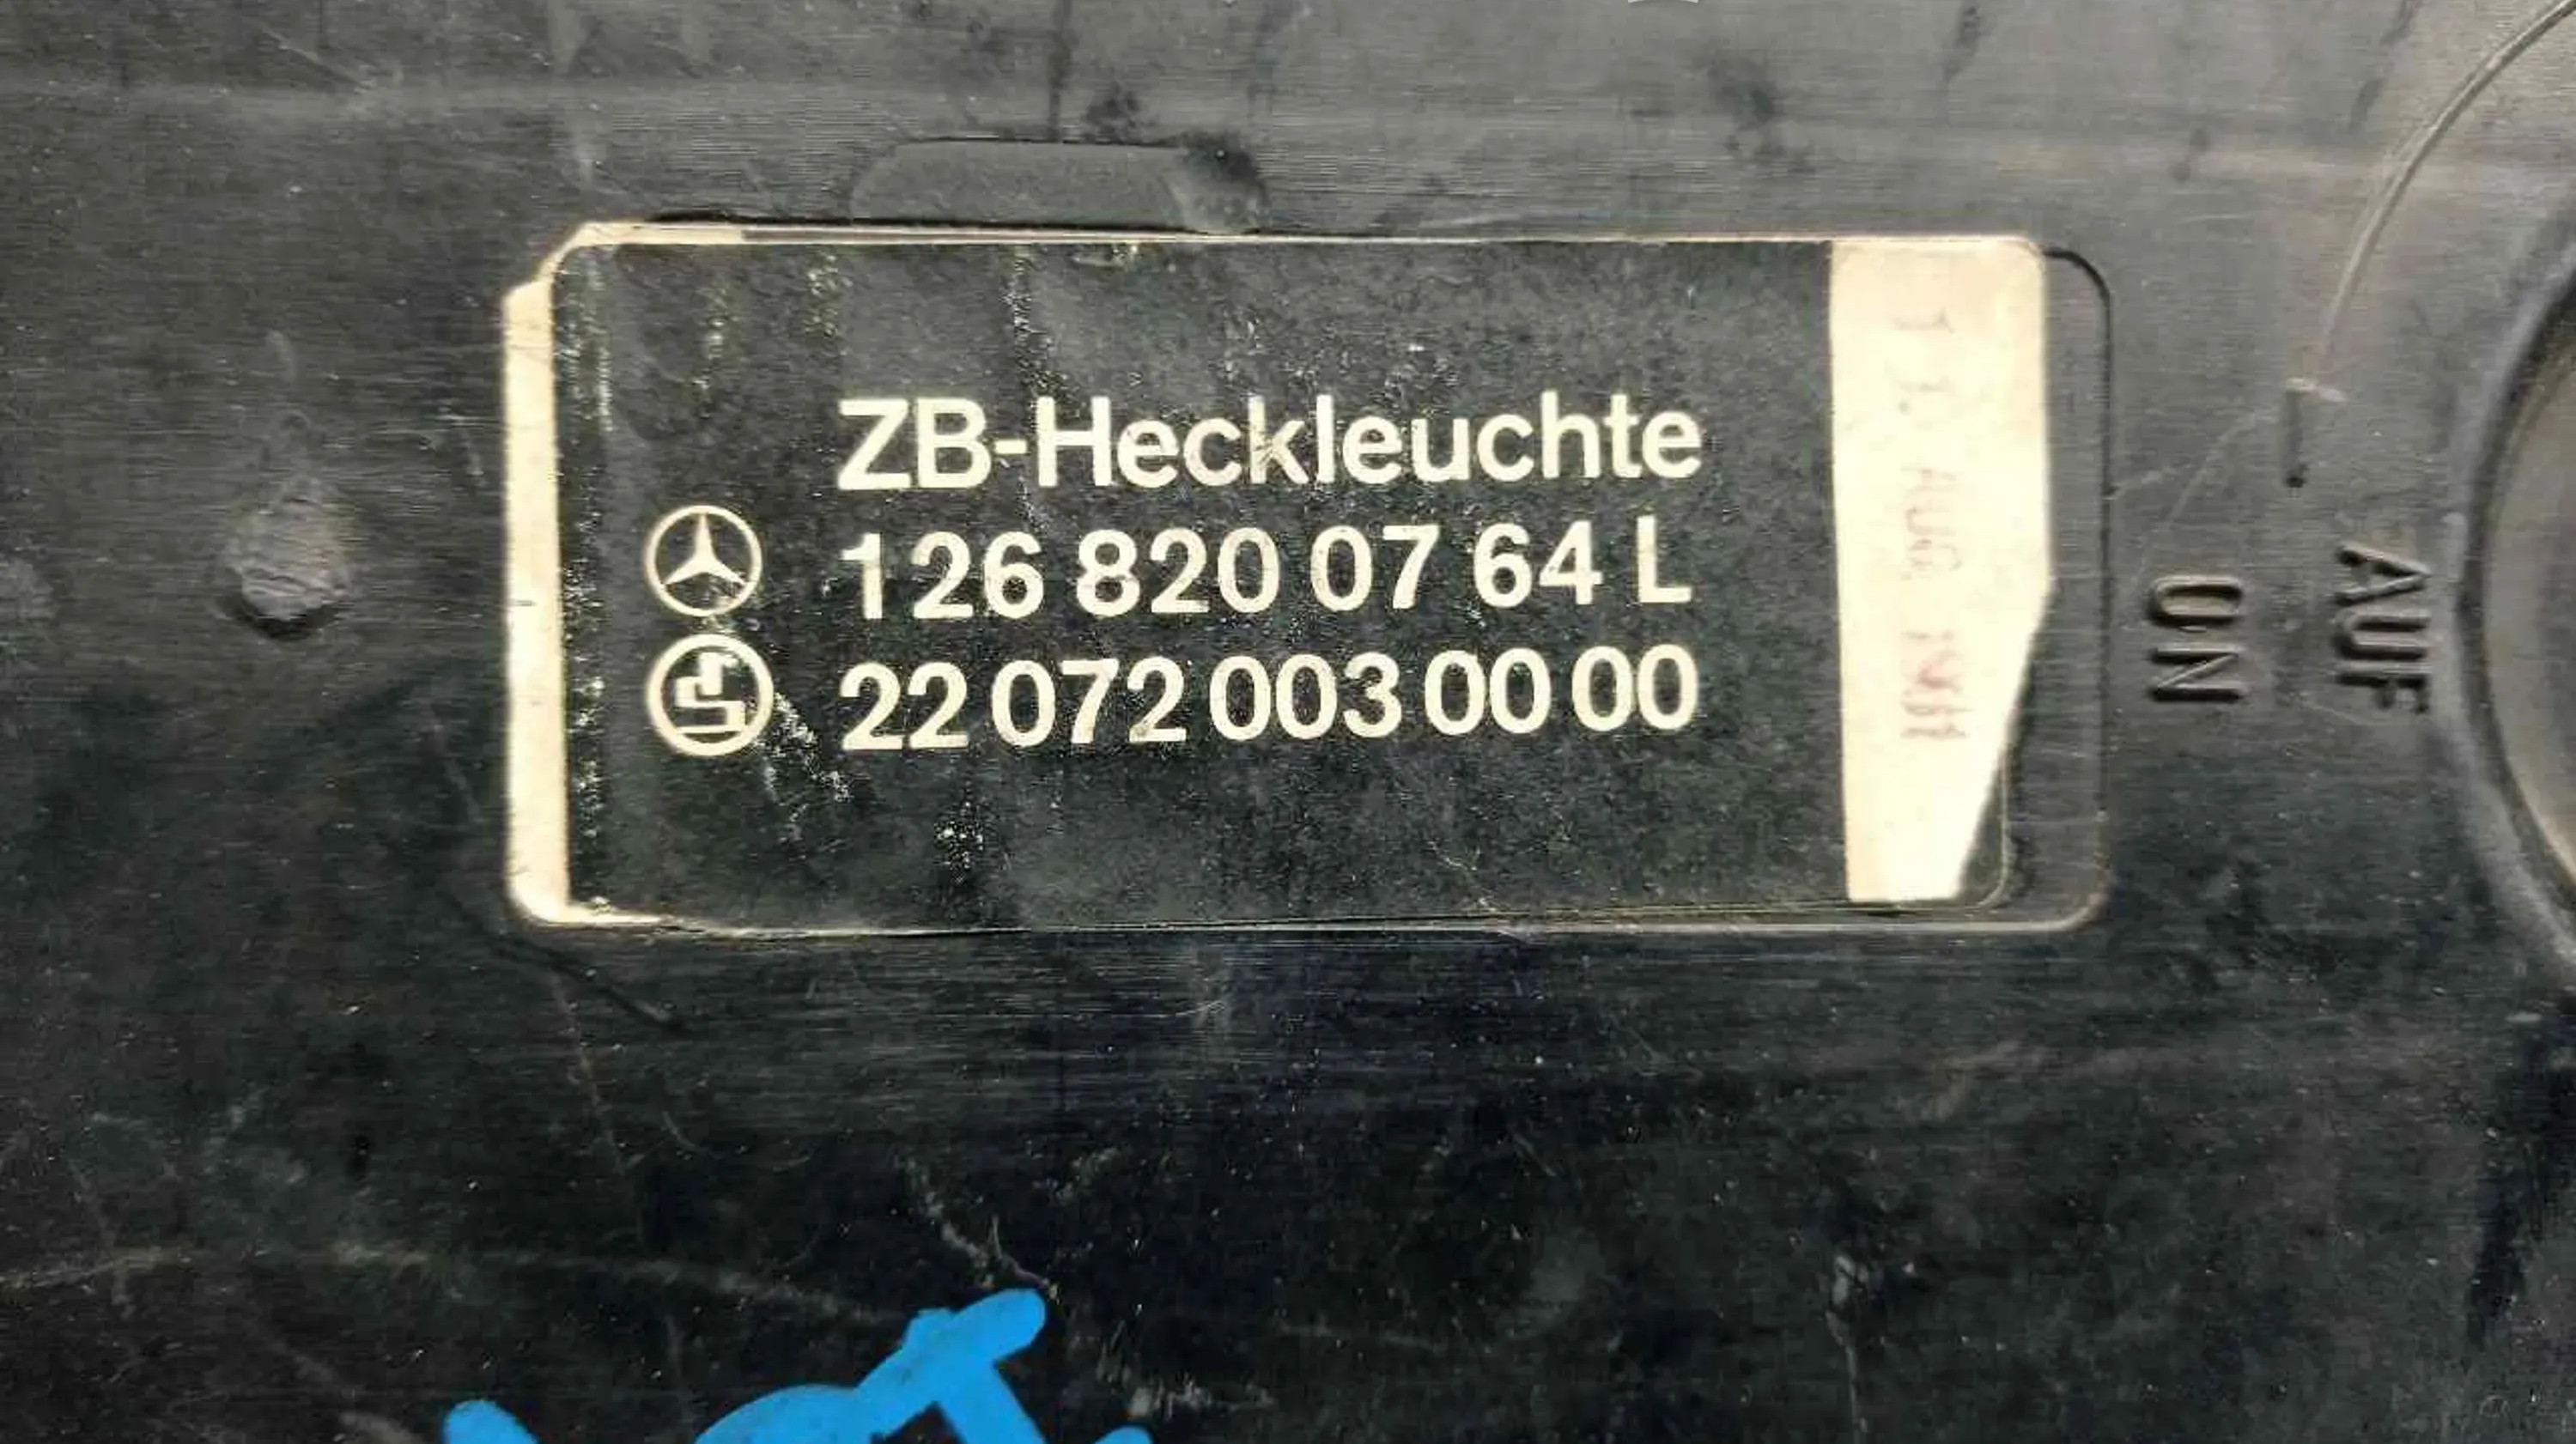 ZB-Heckleuchte
126 820 07 64 L
22 072 003 00 00
ON
AUF